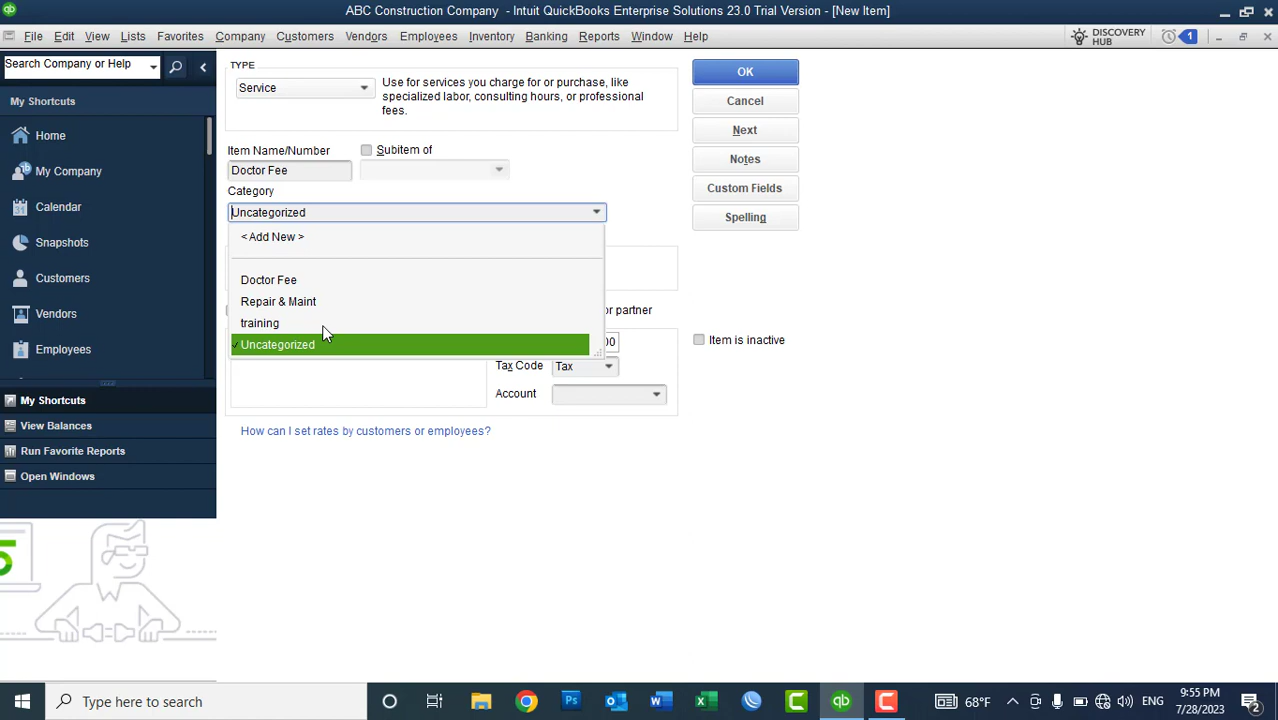 ABC Construction Company - Intuit QuickBooks Enterprise Solutions 23.0 Trial Version - [New Item]
File Edit View Lists Favorites Company Customers Vendors Employees Inventory Banking Reports Window Help
DISCOVERY
HUB
1
Search Company or Help
My Shortcuts
Home
My Company
Calendar
Snapshots
Customers
Vendors
Employees
My Shortcuts
View Balances
Run Favorite Reports
Open Windows
TYPE
Service
Use for services you charge for or purchase, like
specialized labor, consulting hours, or professional
fees.
Item Name/Number
Subitem of
Doctor Fee
Category
Uncategorized
< Add New >
Doctor Fee
Repair & Maint
training
Uncategorized
or partner
00
Tax Code
Tax
Account
How can I set rates by customers or employees?
OK
Cancel
Next
Notes
Custom Fields
Spelling
Item is inactive
Type here to search
68°F
ENG
9:55 PM
7/28/2023
2